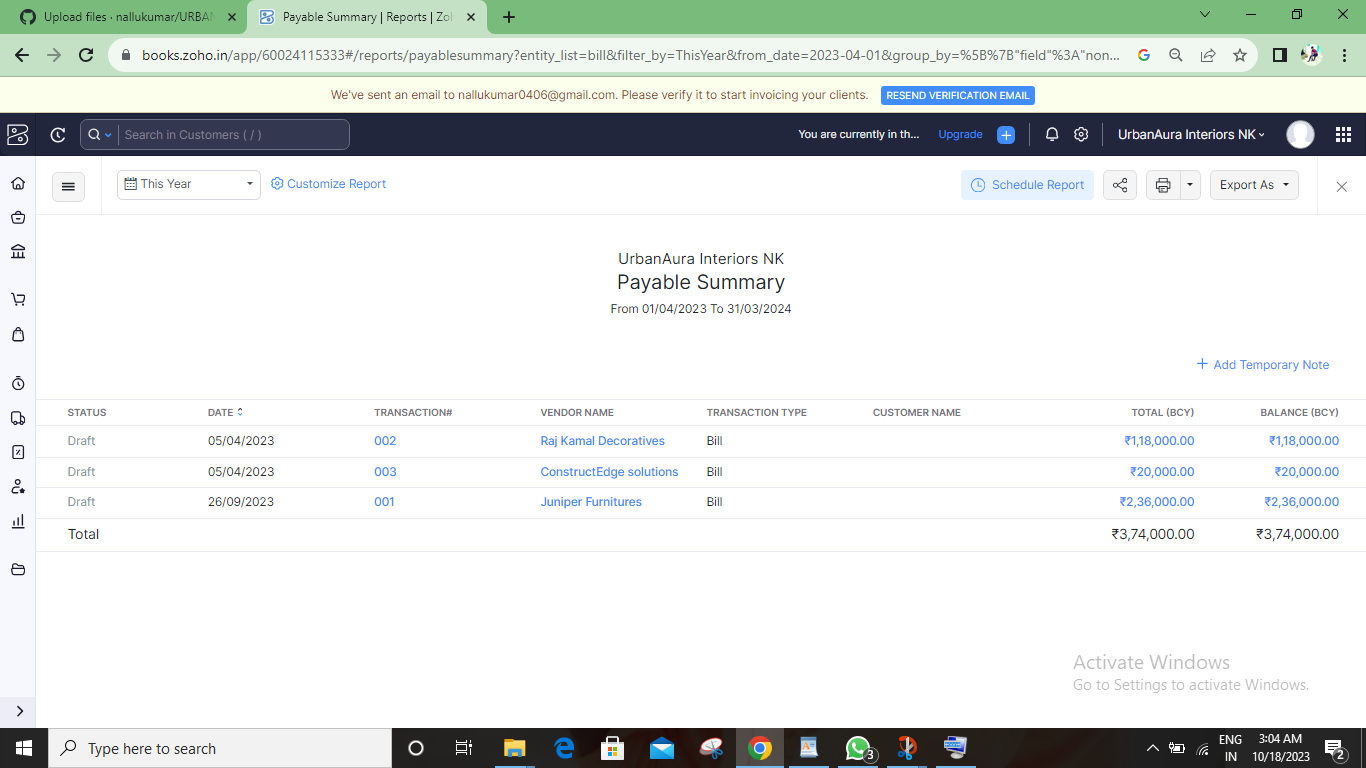 Upload files · nallukumar/URBAN
Payable Summary | Reports | Zoh
books.zoho.in/app/60024115333#/reports/payablesummary?entity_list=bill&filter_by=ThisYear&from_date=2023-04-01&group_by=%5B%7B"field"%3A"non...
We've sent an email to nallukumar0406@gmail.com. Please verify it to start invoicing your clients. RESEND VERIFICATION EMAIL
Search in Customers ( / ) You are currently in th... Upgrade UrbanAura Interiors NK
This Year Customize Report Schedule Report Export As
UrbanAura Interiors NK
Payable Summary
From 01/04/2023 To 31/03/2024
Add Temporary Note
STATUS DATE TRANSACTION# VENDOR NAME TRANSACTION TYPE CUSTOMER NAME TOTAL (BCY) BALANCE (BCY)
Draft 05/04/2023 002 Raj Kamal Decoratives Bill ₹1,18,000.00 ₹1,18,000.00
Draft 05/04/2023 003 ConstructEdge solutions Bill ₹20,000.00 ₹20,000.00
Draft 26/09/2023 001 Juniper Furnitures Bill ₹2,36,000.00 ₹2,36,000.00
Total ₹3,74,000.00 ₹3,74,000.00
Activate Windows
Go to Settings to activate Windows.
Type here to search
3
ENG
IN
3:04 AM
10/18/2023
2